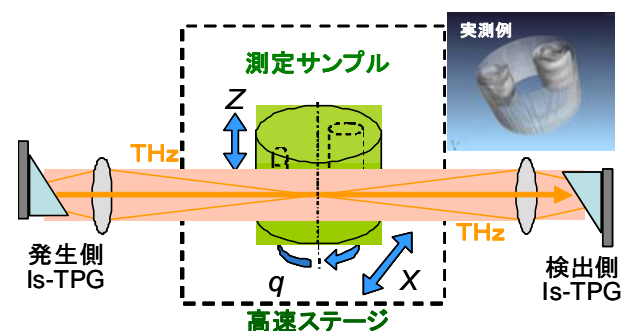 実測例
測定サンプル
Z
THz
THz
発生側
Is-TPG
検出側
Is-TPG
q
X
高速ステージ